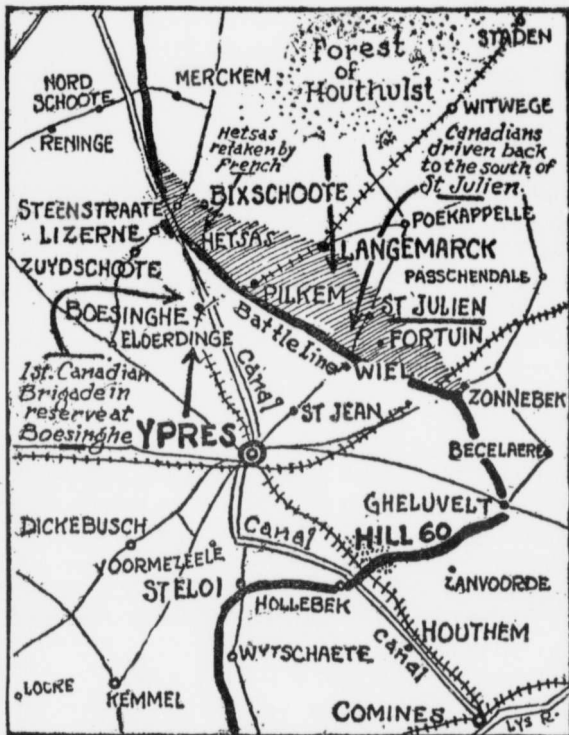 Forest
of
Houthulst
STADEN
NORD
SCHOOTE
MERCKEM
WITWEGE
RENINGE
Hetsas
retaken by
French
Canadians
driven back
to the south of
St Julien
STEENSTRAATE
BIXSCHOOTE
LIZERNE
HETSAS
POEKAPPELLE
LANGEMARCK
ZUYDSCHOOTE
PASSCHENDALE
PILKEM
BOESINGHE
ST JULIEN
ELOERDINGE
Battle line
FORTUIN
1st. Canadian
Brigade in
reserve at
Boesinghe
Canal
WIEL
ZONNEBEK
ST JEAN
YPRES
BECELAERE
GHELUVELT
DICKEBUSCH
Canal
HILL 60
VOORMEZEELE
ST ELOI
ZANVOORDE
HOLLEBEK
HOUTHEM
WYTSCHAETE
Canal
LOCRE
KEMMEL
COMINES
LYS R.